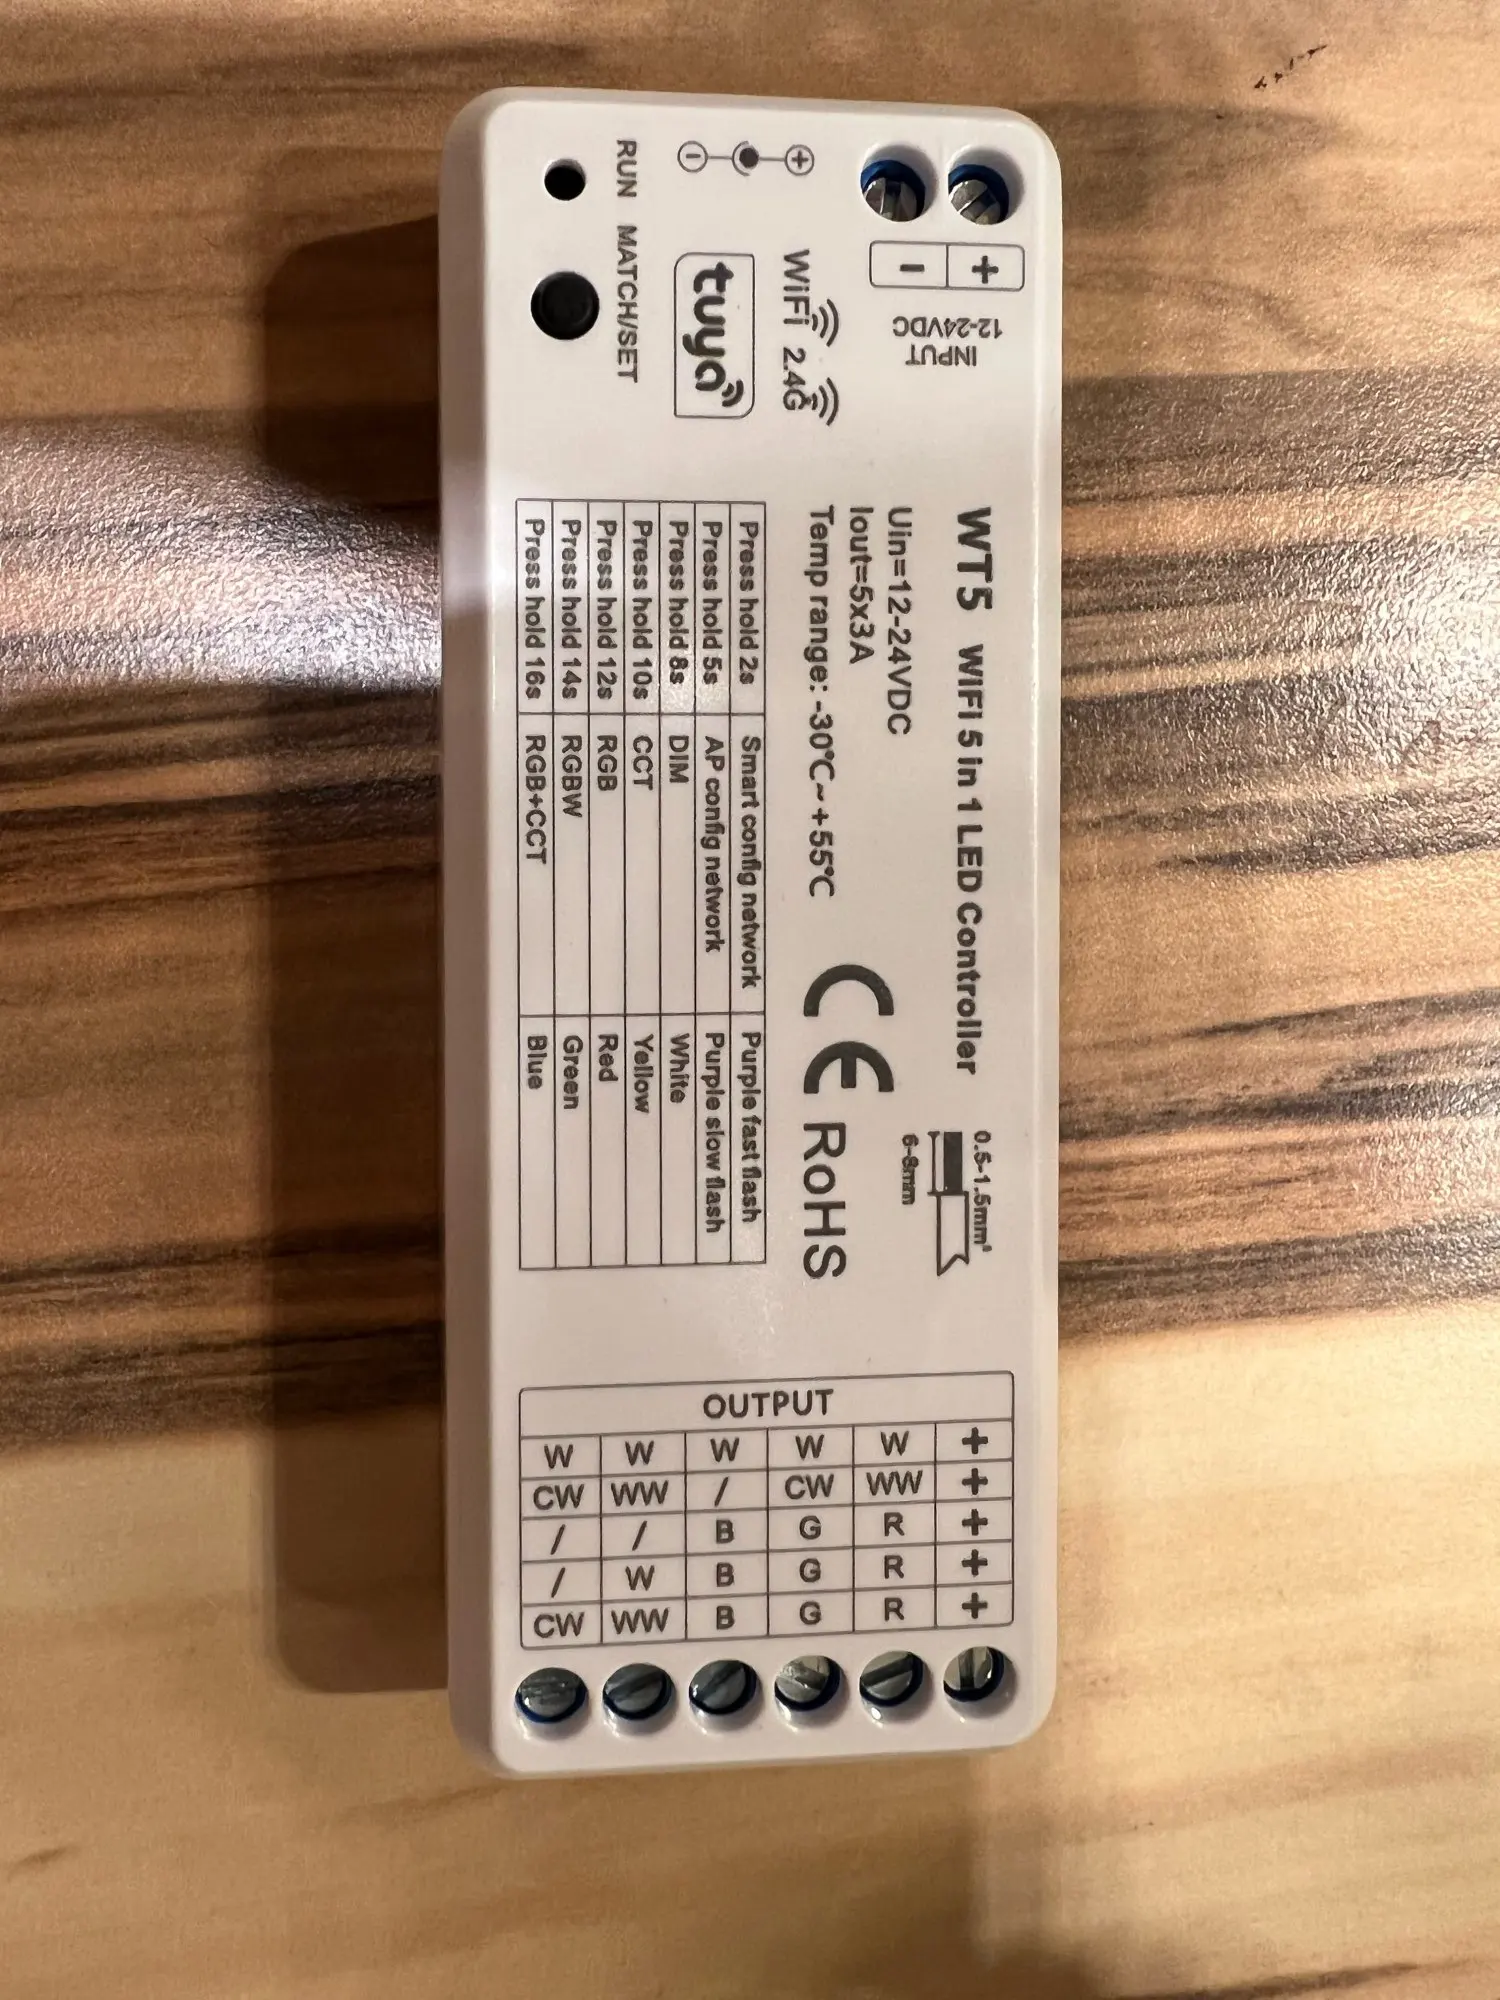 + -
INPUT
12-24VDC
WiFi 2.4G
tuya
RUN MATCH/SET
WT5 WIFI 5 in 1 LED Controller
Uin=12-24VDC
Iout=5x3A
Temp range: -30℃~+55℃
CE RoHS
0.5-1.5mm²
6-8mm
Press hold 2s Smart config network Purple fast flash
Press hold 5s AP config network Purple slow flash
Press hold 8s DIM White
Press hold 10s CCT Yellow
Press hold 12s RGB Red
Press hold 14s RGBW Green
Press hold 16s RGB+CCT Blue
OUTPUT
W W W W W +
CW WW / CW WW +
/ / B G R +
/ W B G R +
CW WW B G R +